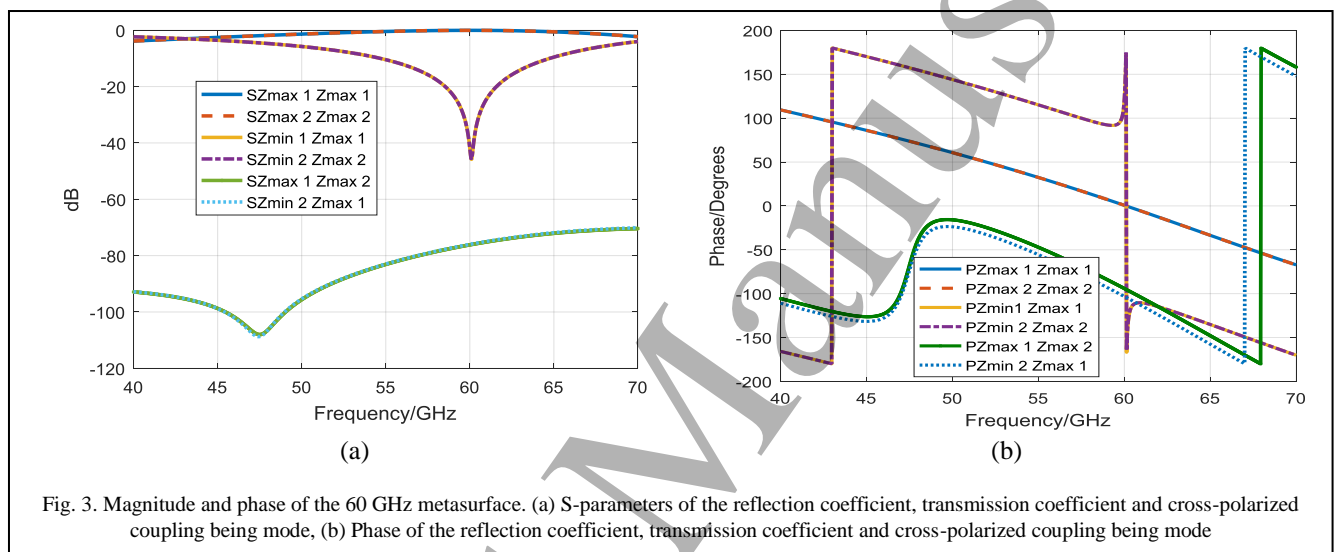 0
-20
-40
-60
-80
-100
-120
40
45
50
55
60
65
70
dB
Frequency/GHz
SZmax 1 Zmax 1
SZmax 2 Zmax 2
SZmin 1 Zmax 1
SZmin 2 Zmax 2
SZmax 1 Zmax 2
SZmin 2 Zmax 1
(a)
200
150
100
50
0
-50
-100
-150
-200
40
45
50
55
60
65
70
Phase/Degrees
Frequency/GHz
PZmax 1 Zmax 1
PZmax 2 Zmax 2
PZmin1 Zmax 1
PZmin 2 Zmax 2
PZmax 1 Zmax 2
PZmin 2 Zmax 1
(b)
Manus
Fig. 3. Magnitude and phase of the 60 GHz metasurface. (a) S-parameters of the reflection coefficient, transmission coefficient and cross-polarized
coupling being mode, (b) Phase of the reflection coefficient, transmission coefficient and cross-polarized coupling being mode